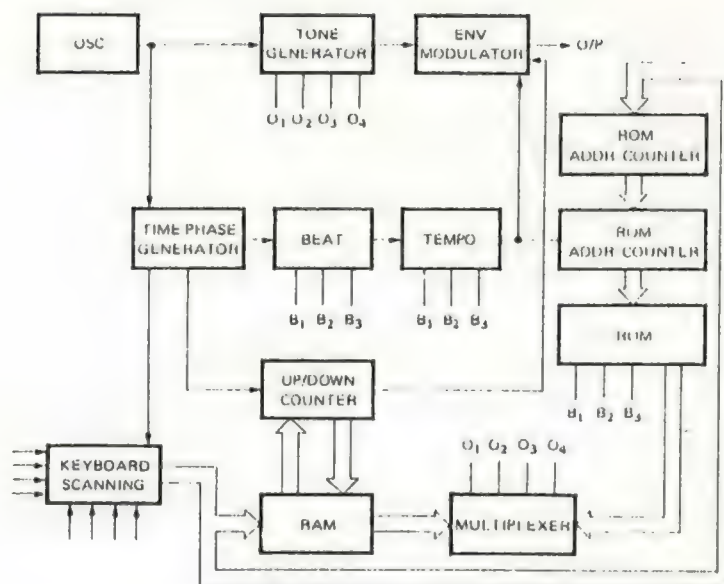 OSC
TONE
GENERATOR
ENV
MODULATOR
O/P
O₁ O₂ O₃ O₄
ROM
ADDR COUNTER
TIME PHASE
GENERATOR
BEAT
TEMPO
ROM
ADDR COUNTER
B₁ B₂ B₃
B₁ B₂ B₃
ROM
UP/DOWN
COUNTER
B₁ B₂ B₃
O₁ O₂ O₃ O₄
KEYBOARD
SCANNING
RAM
MULTIPLEXER